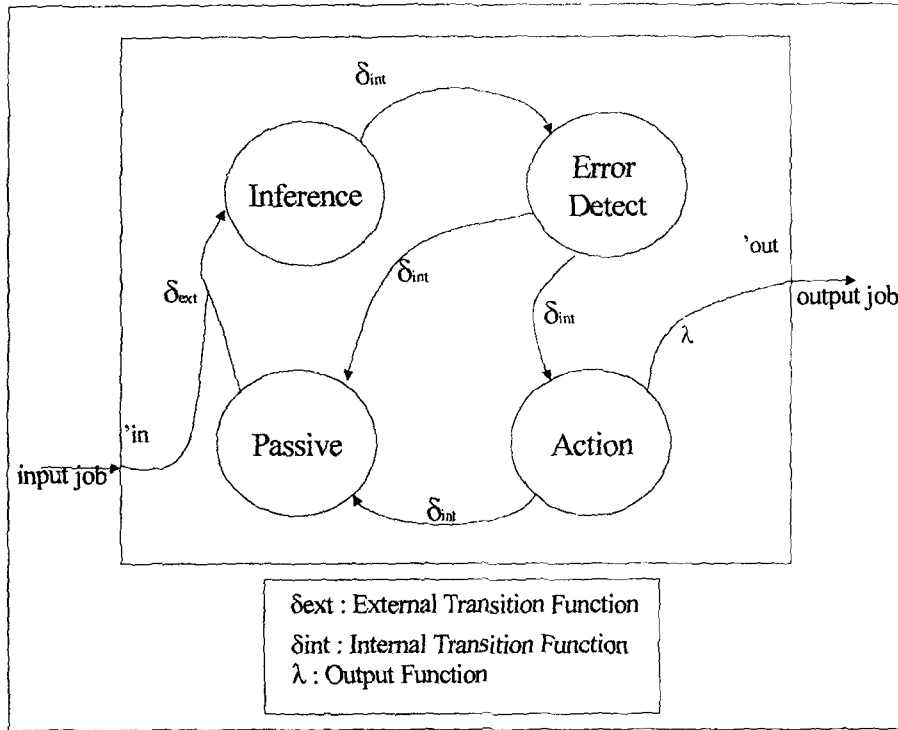 δint
Inference
Error
Detect
'out
δint
δext
δint
output job
λ
'in
Passive
Action
input job
δint
δext : External Transition Function
δint : Internal Transition Function
λ : Output Function